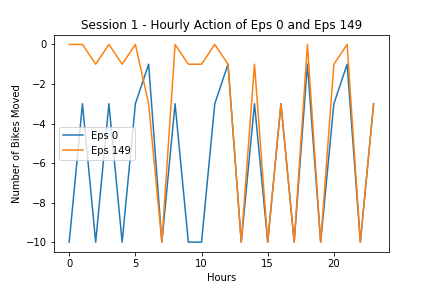 Session 1 - Hourly Action of Eps 0 and Eps 149
Number of Bikes Moved
0
−2
−4
−6
−8
−10
Eps 0
Eps 149
0
5
10
15
20
Hours